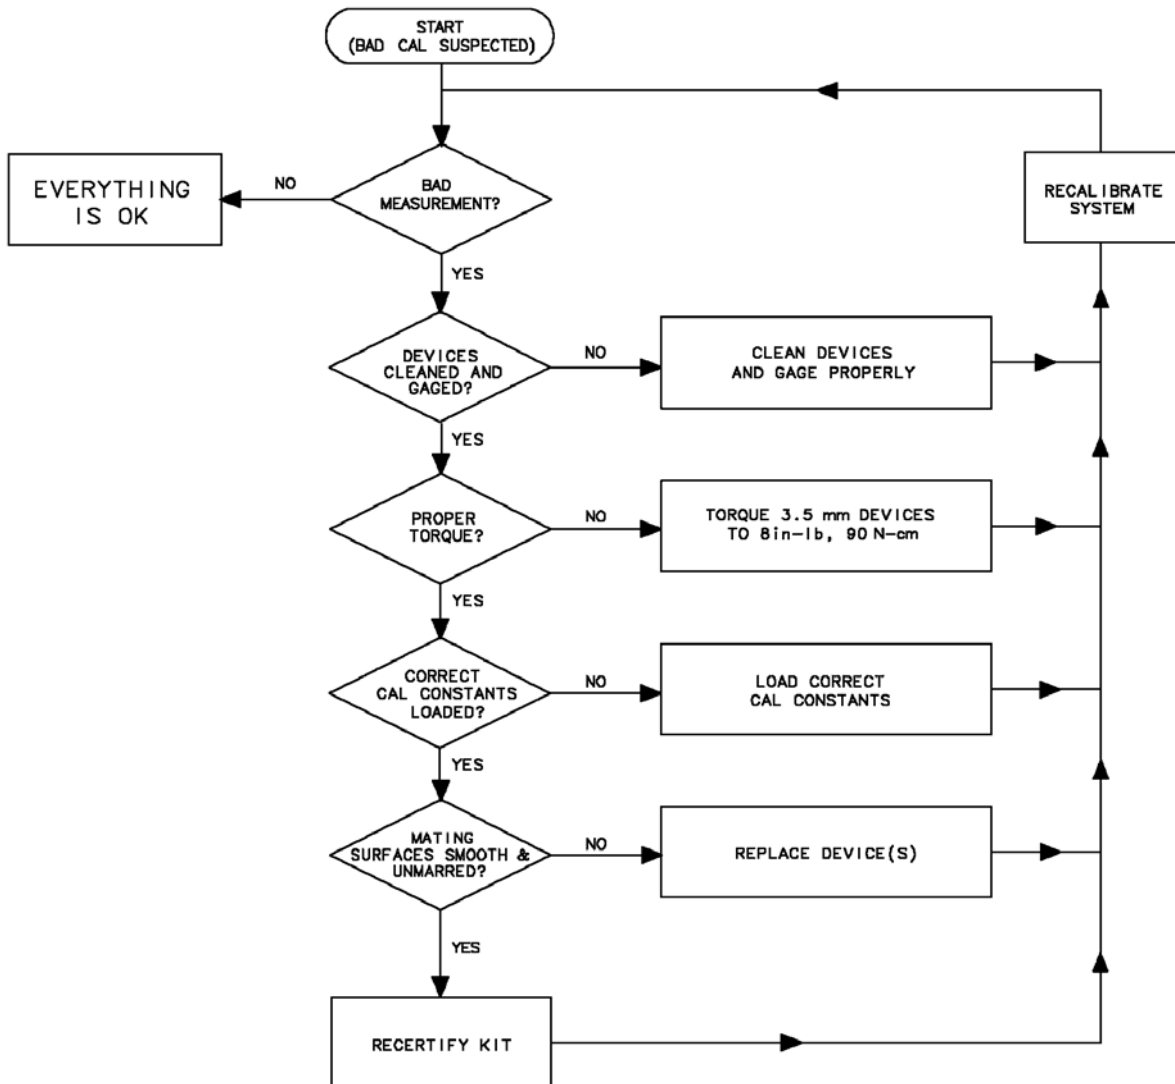 START
(BAD CAL SUSPECTED)
BAD
MEASUREMENT?
NO
EVERYTHING
IS OK
RECALIBRATE
SYSTEM
YES
DEVICES
CLEANED AND
GAGED?
NO
CLEAN DEVICES
AND GAGE PROPERLY
YES
PROPER
TORQUE?
NO
TORQUE 3.5 mm DEVICES
TO 8in-lb, 90 N-cm
YES
CORRECT
CAL CONSTANTS
LOADED?
NO
LOAD CORRECT
CAL CONSTANTS
YES
MATING
SURFACES SMOOTH &
UNMARRED?
NO
REPLACE DEVICE(S)
YES
RECERTIFY KIT